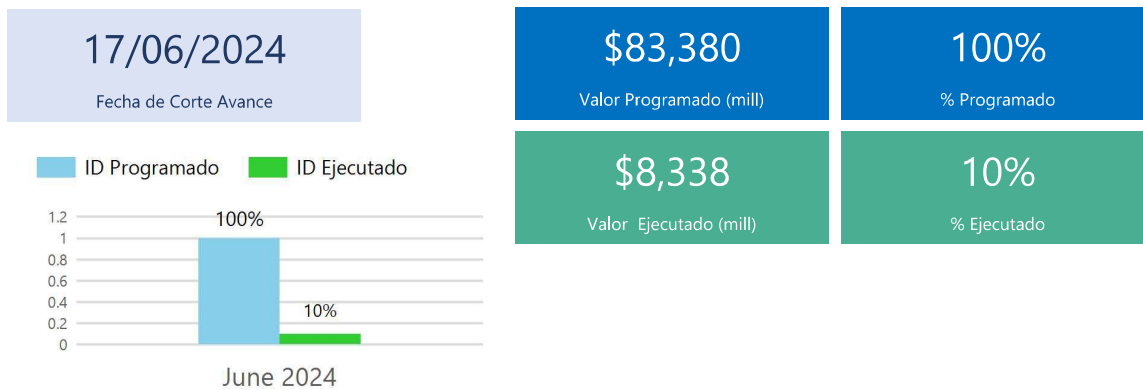 17/06/2024
Fecha de Corte Avance
$83,380
Valor Programado (mill)
100%
% Programado
$8,338
Valor Ejecutado (mill)
10%
% Ejecutado
ID Programado
ID Ejecutado
1.2
1
0.8
0.6
0.4
0.2
0
100%
10%
June 2024